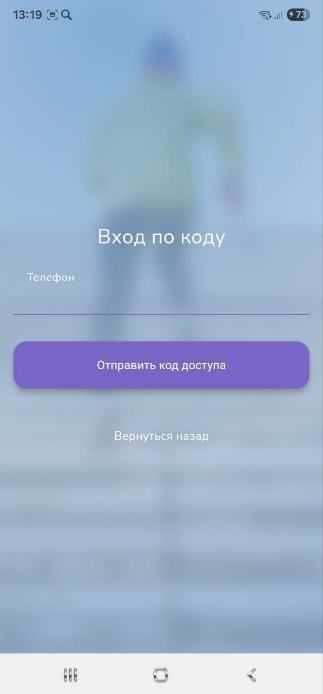 13:19
73
Вход по коду
Телефон
Отправить код доступа
Вернуться назад